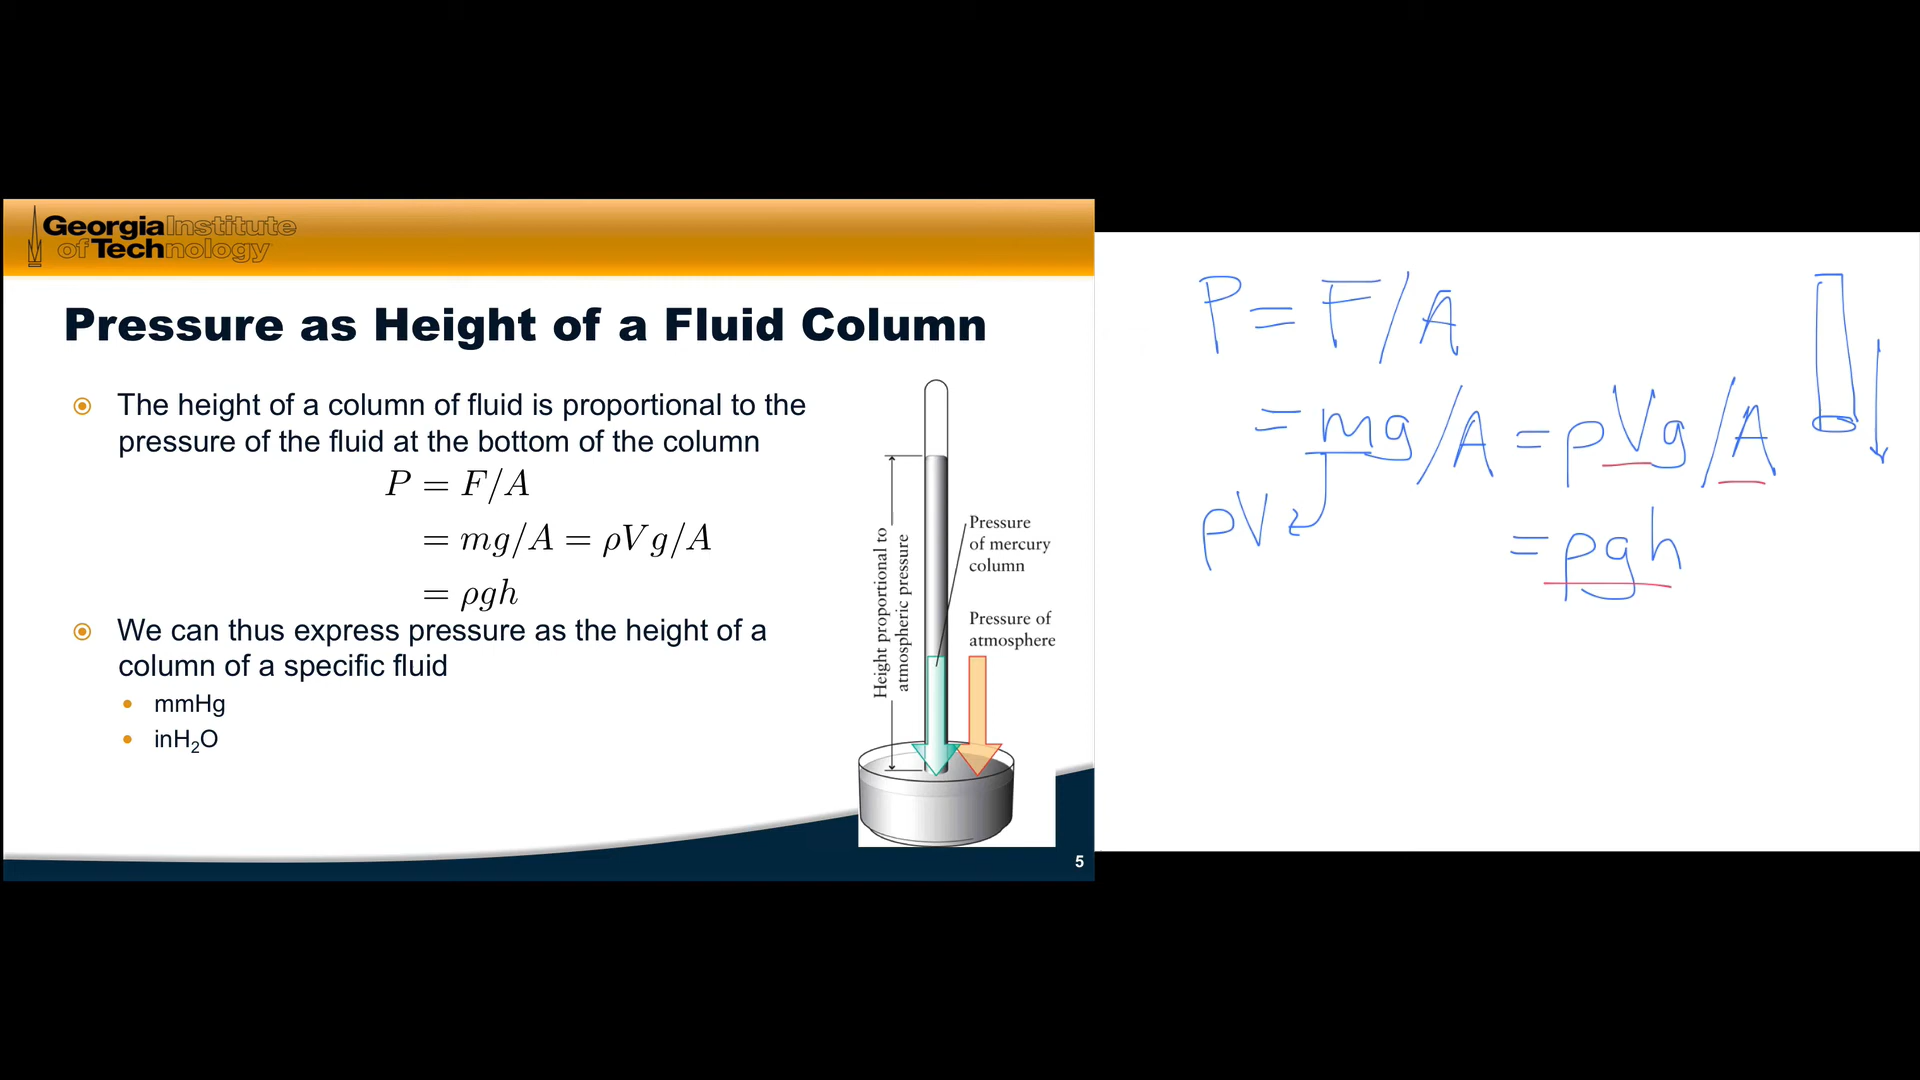 Georgia Institute
of Technology
Pressure as Height of a Fluid Column
The height of a column of fluid is proportional to the
pressure of the fluid at the bottom of the column
P = F/A
= mg/A = ρVg/A
= ρgh
We can thus express pressure as the height of a
column of a specific fluid
mmHg
inH₂O
Height proportional to
atmospheric pressure
Pressure
of mercury
column
Pressure of
atmosphere
5
P = F/A
= mg/A = ρVg/A
ρV
= ρgh